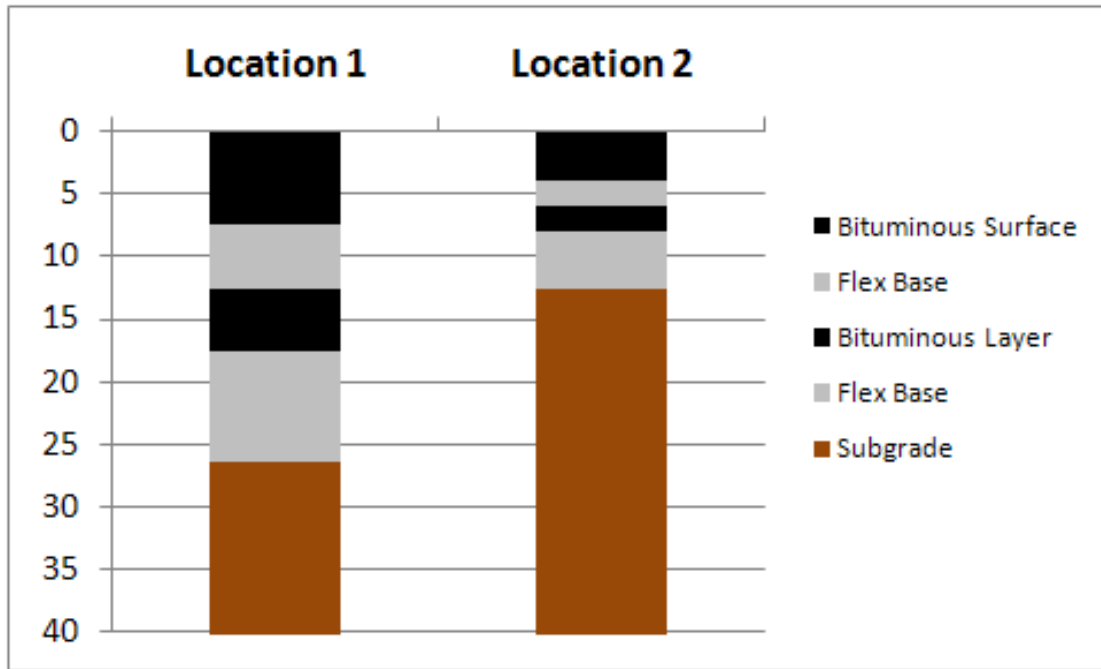 Location 1
Location 2
0
5
10
15
20
25
30
35
40
Bituminous Surface
Flex Base
Bituminous Layer
Flex Base
Subgrade